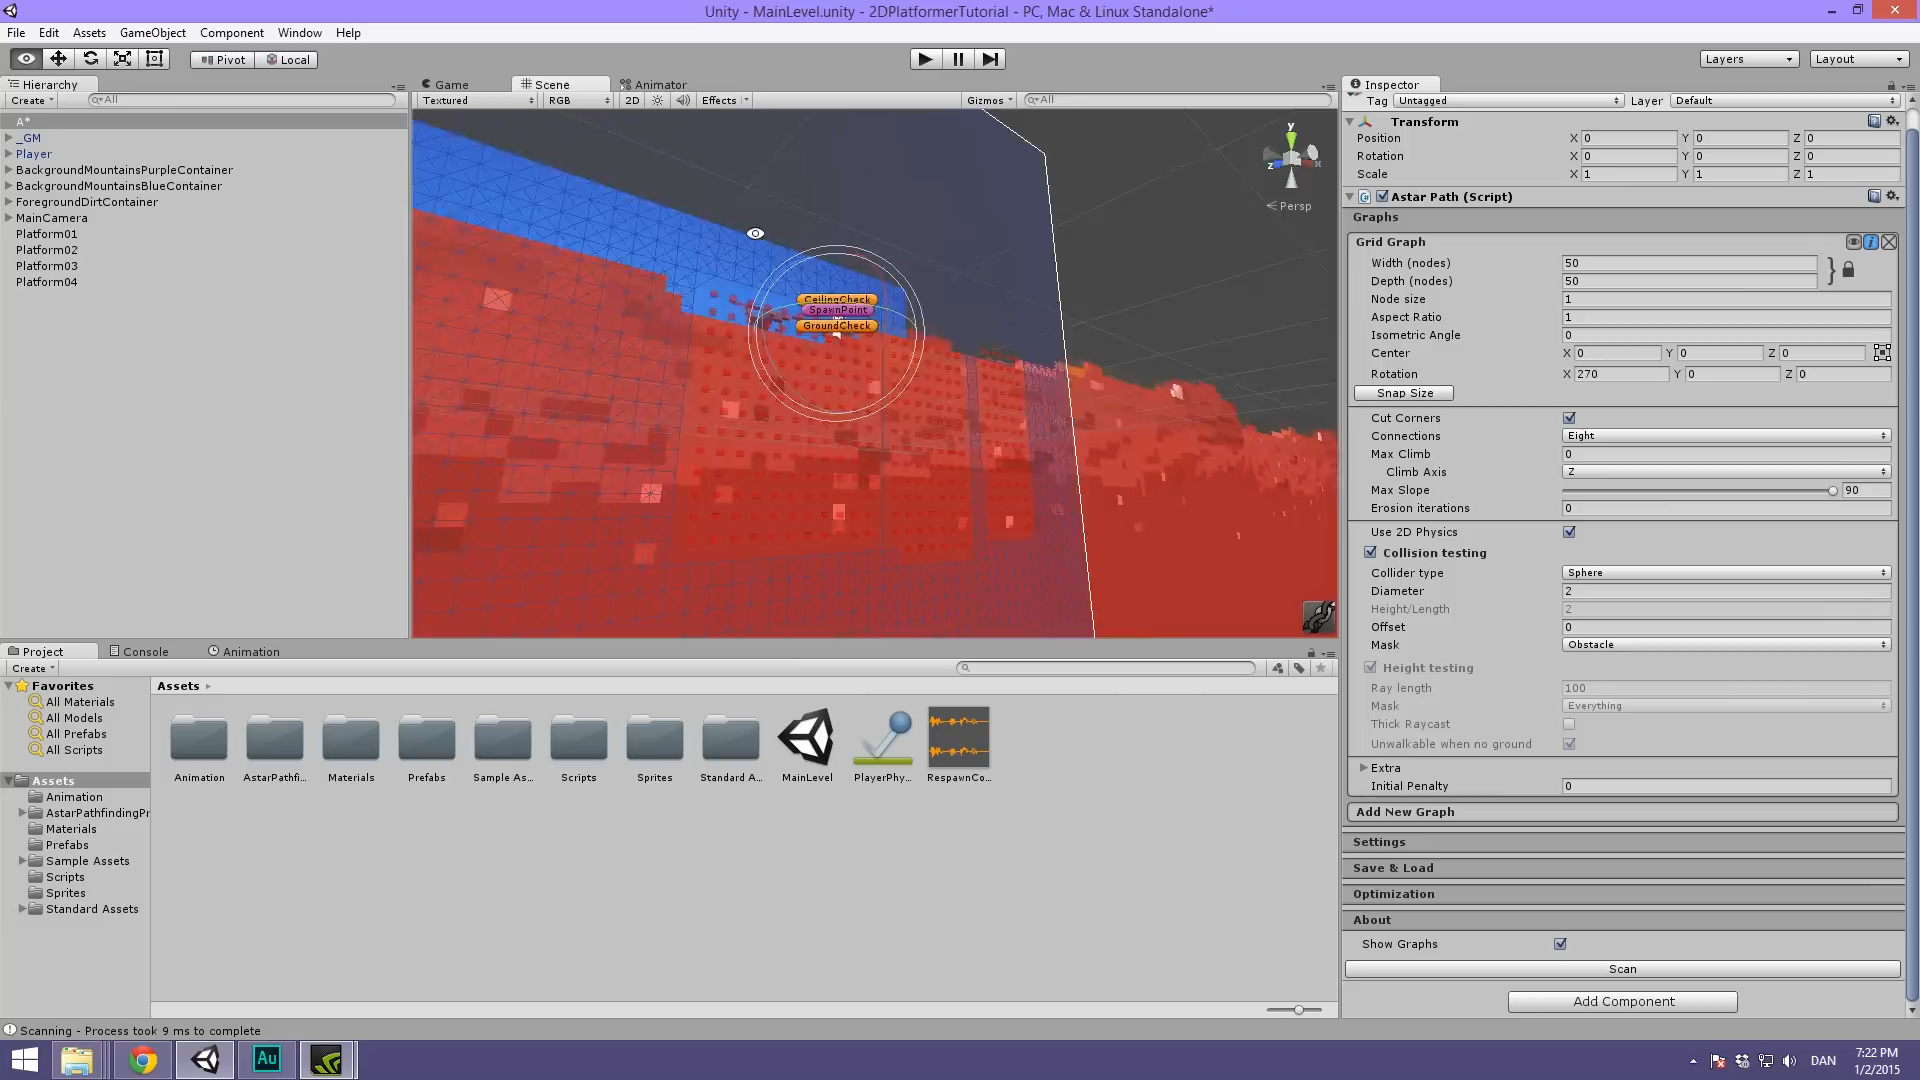 Unity - MainLevel.unity - 2DPlatformerTutorial - PC, Mac & Linux Standalone*
File Edit Assets GameObject Component Window Help
Pivot Local Layers Layout
Hierarchy
Create All
A*
_GM
Player
BackgroundMountainsPurpleContainer
BackgroundMountainsBlueContainer
ForegroundDirtContainer
MainCamera
Platform01
Platform02
Platform03
Platform04
Game Scene Animator
Textured RGB 2D Effects Gizmos All
y
x
z
Persp
CeilingCheck
SpawnPoint
GroundCheck
Inspector
Tag Untagged Layer Default
Transform
Position X 0 Y 0 Z 0
Rotation X 0 Y 0 Z 0
Scale X 1 Y 1 Z 1
Astar Path (Script)
Graphs
Grid Graph
Width (nodes) 50
Depth (nodes) 50
Node size 1
Aspect Ratio 1
Isometric Angle 0
Center X 0 Y 0 Z 0
Rotation X 270 Y 0 Z 0
Snap Size
Cut Corners
Connections Eight
Max Climb 0
Climb Axis Z
Max Slope 90
Erosion iterations 0
Use 2D Physics
Collision testing
Collider type Sphere
Diameter 2
Height/Length 2
Offset 0
Mask Obstacle
Height testing
Ray length 100
Mask Everything
Thick Raycast
Unwalkable when no ground
Extra
Initial Penalty 0
Add New Graph
Settings
Save & Load
Optimization
About
Show Graphs
Scan
Add Component
Project Console Animation
Create
Favorites
All Materials
All Models
All Prefabs
All Scripts
Assets
Animation
AstarPathfindingPr
Materials
Prefabs
Sample Assets
Scripts
Sprites
Standard Assets
Assets
Animation AstarPathfi... Materials Prefabs Sample As... Scripts Sprites Standard A... MainLevel PlayerPhy... RespawnCo...
Scanning - Process took 9 ms to complete
Au
DAN
7:22 PM
1/2/2015